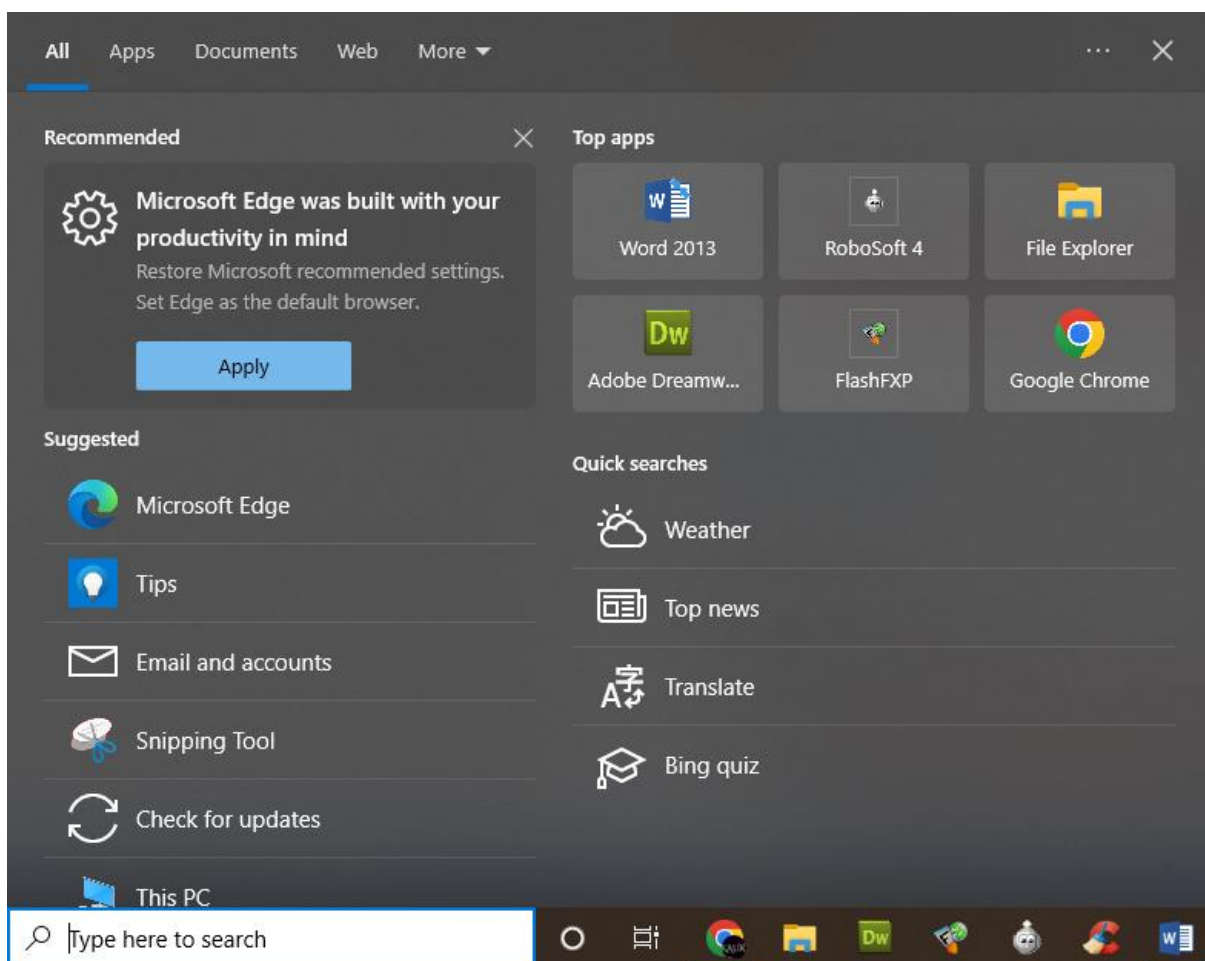 All Apps Documents Web More
Recommended
Microsoft Edge was built with your
productivity in mind
Restore Microsoft recommended settings.
Set Edge as the default browser.
Apply
Suggested
Microsoft Edge
Tips
Email and accounts
Snipping Tool
Check for updates
This PC
Top apps
Word 2013
RoboSoft 4
File Explorer
Dw
Adobe Dreamw...
FlashFXP
Google Chrome
Quick searches
Weather
Top news
Translate
Bing quiz
Type here to search
Dw